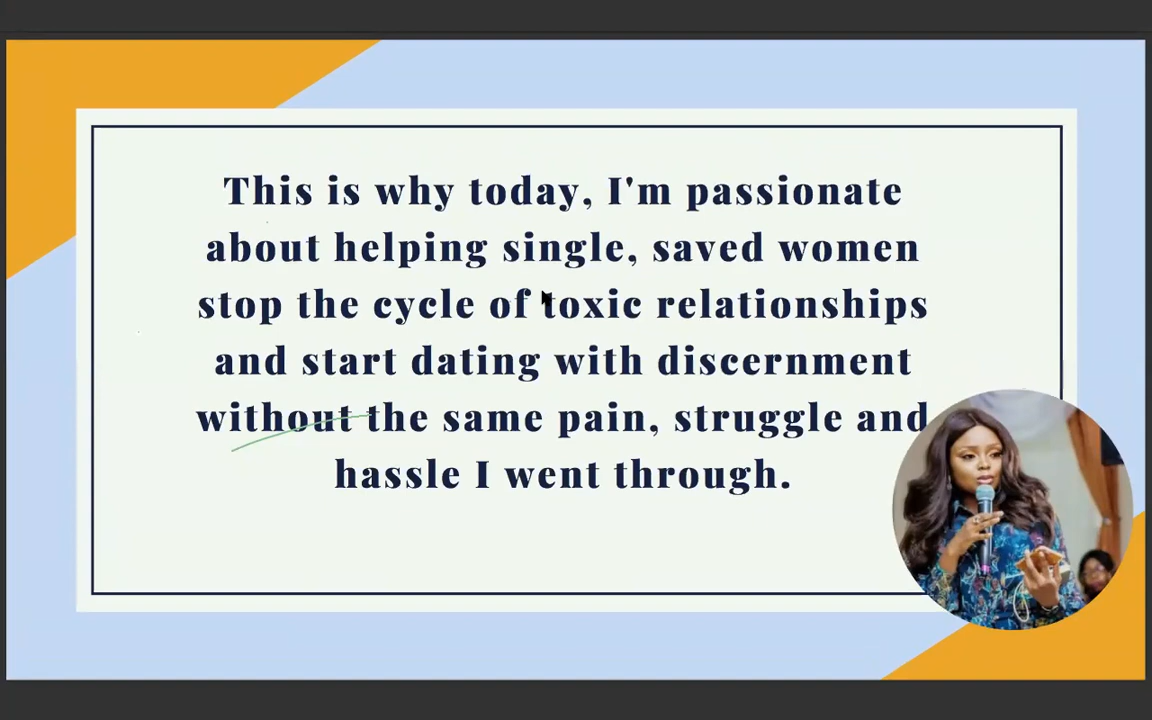 This is why today, I'm passionate
about helping single, saved women
stop the cycle of toxic relationships
and start dating with discernment
without the same pain, struggle and
hassle I went through.